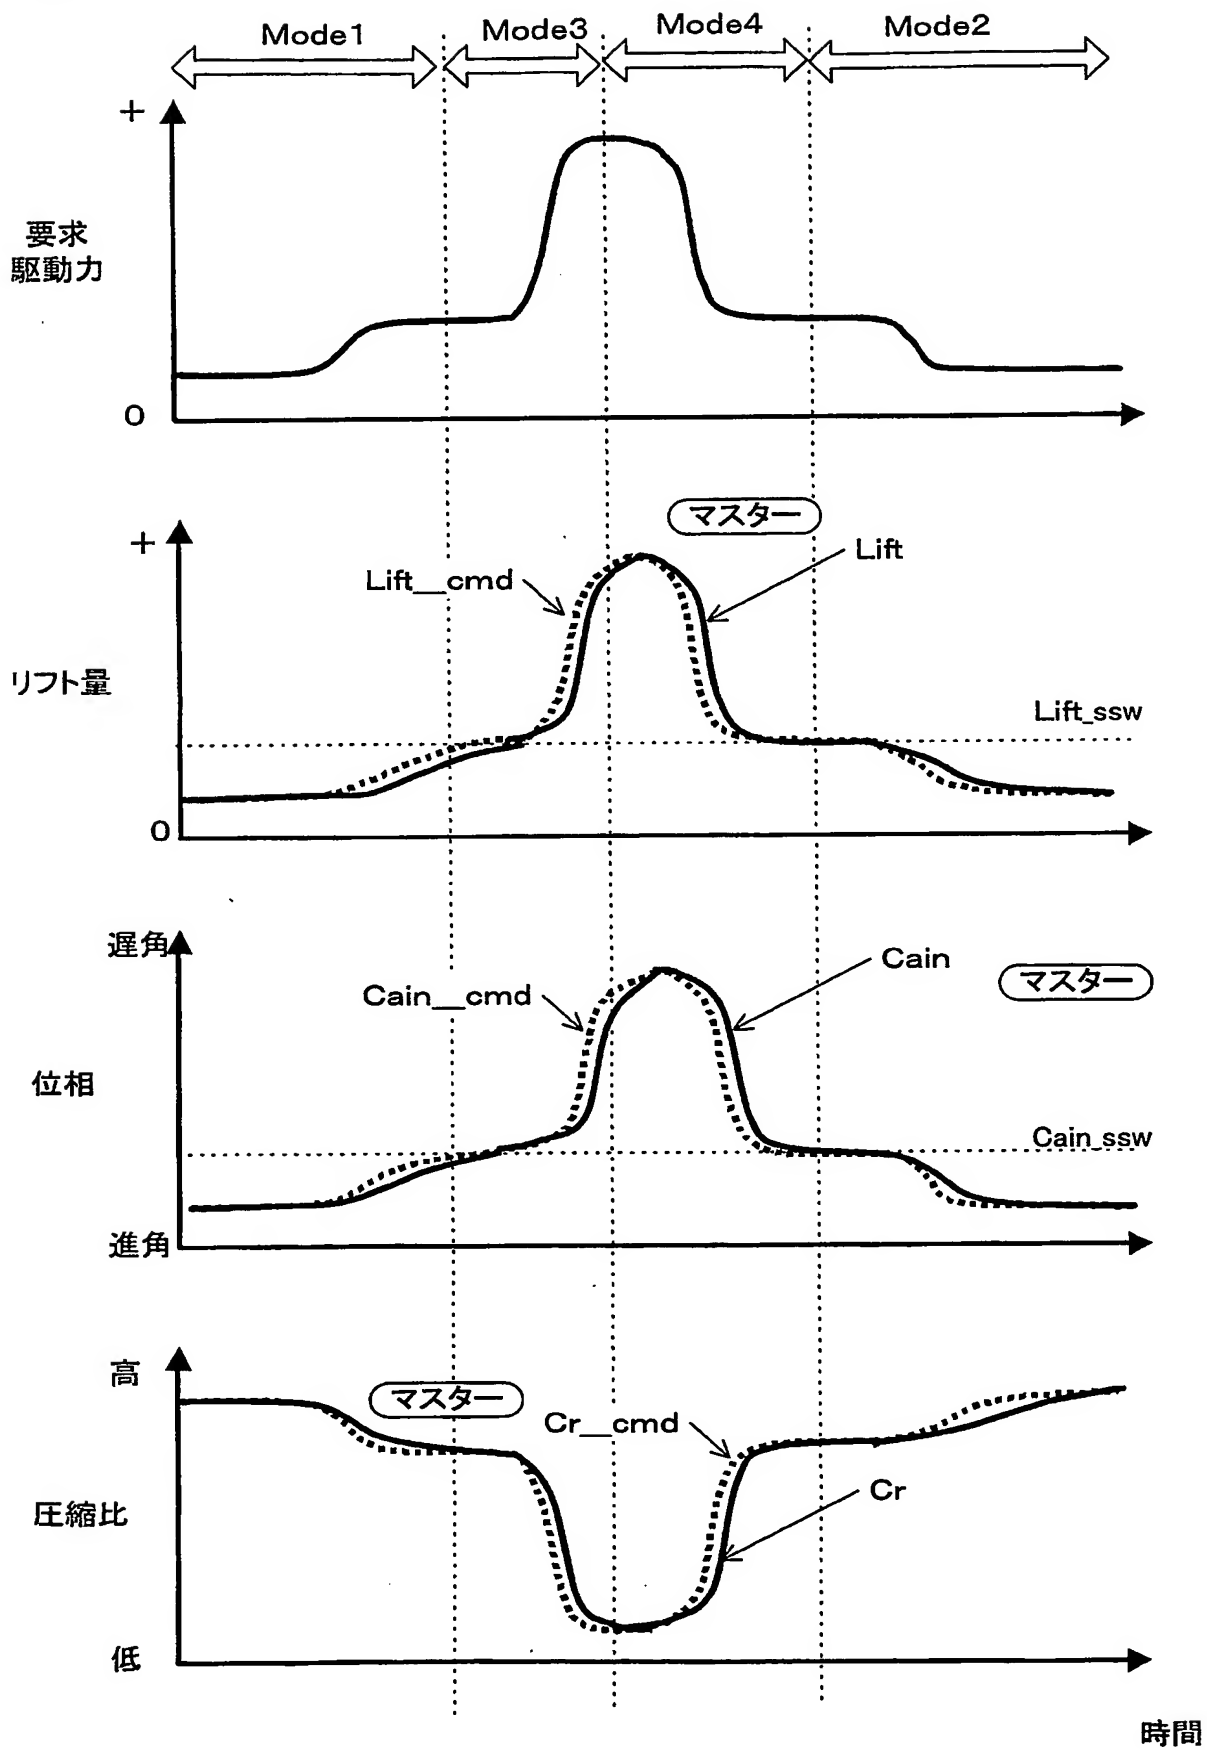 Mode1
Mode3
Mode4
Mode2
+
要求
駆動力
0
マスター
+
Lift
Lift__cmd
リフト量
Lift_ssw
0
遅角
Cain
マスター
Cain__cmd
位相
Cain_ssw
進角
高
マスター
Cr__cmd
Cr
圧縮比
低
時間